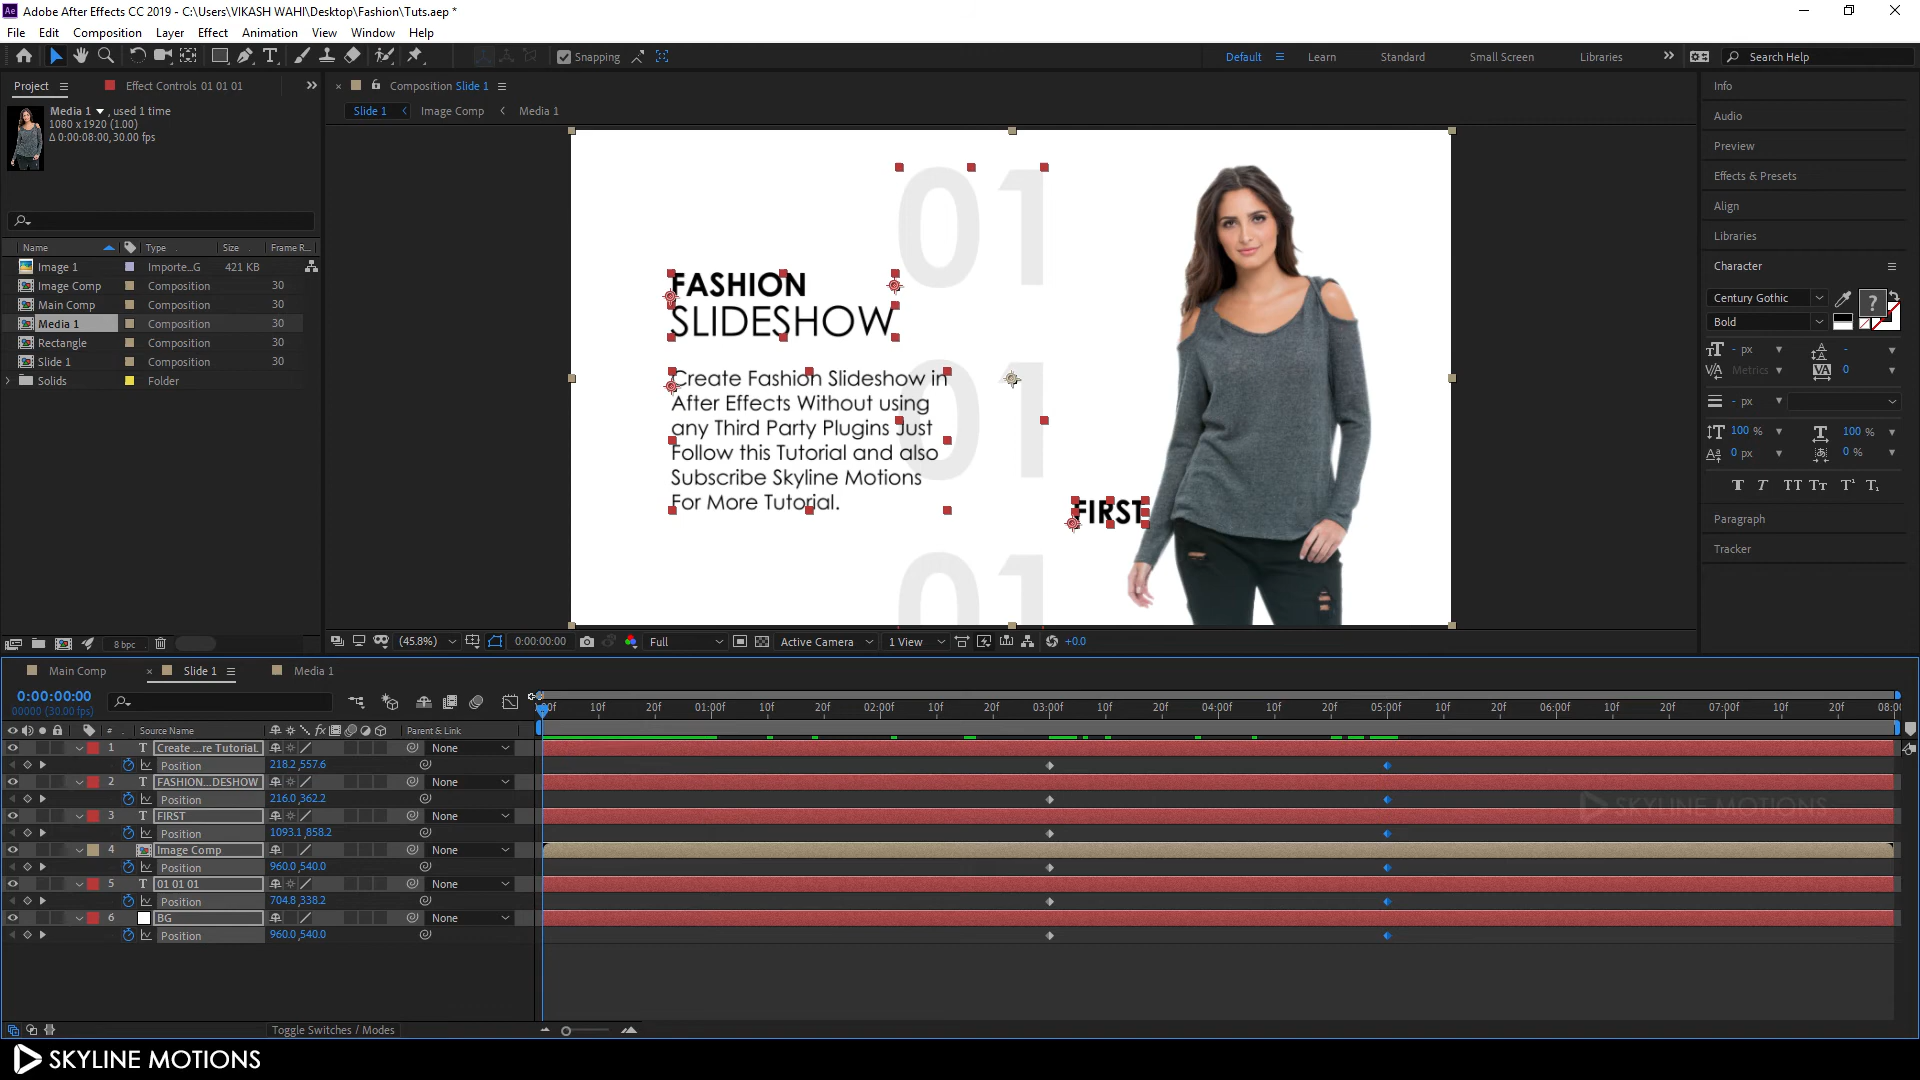 Adobe After Effects CC 2019 - C:\Users\VIKASH WAHI\Desktop\Fashion\Tuts.aep *
File Edit Composition Layer Effect Animation View Window Help
Snapping
Default Learn Standard Small Screen Libraries Search Help
Project Effect Controls 01 01 01
Media 1 , used 1 time
1080 x 1920 (1.00)
Δ 0:00:08:00, 30.00 fps
Name Type Size Frame R...
Image 1 Importe...G 421 KB
Image Comp Composition 30
Main Comp Composition 30
Media 1 Composition 30
Rectangle Composition 30
Slide 1 Composition 30
Solids Folder
8 bpc
Composition Slide 1
Slide 1 Image Comp Media 1
01
FASHION
SLIDESHOW
Create Fashion Slideshow in
After Effects Without using
any Third Party Plugins Just
Follow this Tutorial and also
Subscribe Skyline Motions
For More Tutorial.
01
FIRST
01
(45.8%) 0:00:00:00 Full Active Camera 1 View +0.0
Info
Audio
Preview
Effects & Presets
Align
Libraries
Character
Century Gothic
Bold
- px -
Metrics 0
- px
100 % 100 %
0 px 0 %
T T TT Tт T¹ T₁
Paragraph
Tracker
Main Comp Slide 1 Media 1
0:00:00:00
00000 (30.00 fps)
10f 20f 01:00f 10f 20f 02:00f 10f 20f 03:00f 10f 20f 04:00f 10f 20f 05:00f 10f 20f 06:00f 10f 20f 07:00f 10f 20f
# Source Name fx Parent & Link
1 T Create ...re Tutorial. None
Position 218.2,557.6
2 T FASHION...DESHOW None
Position 216.0,362.2
3 T FIRST None
Position 1093.1,858.2
4 Image Comp None
Position 960.0,540.0
5 T 01 01 01 None
Position 704.8,338.2
6 BG None
Position 960.0,540.0
SKYLINE MOTIONS
Toggle Switches / Modes
SKYLINE MOTIONS